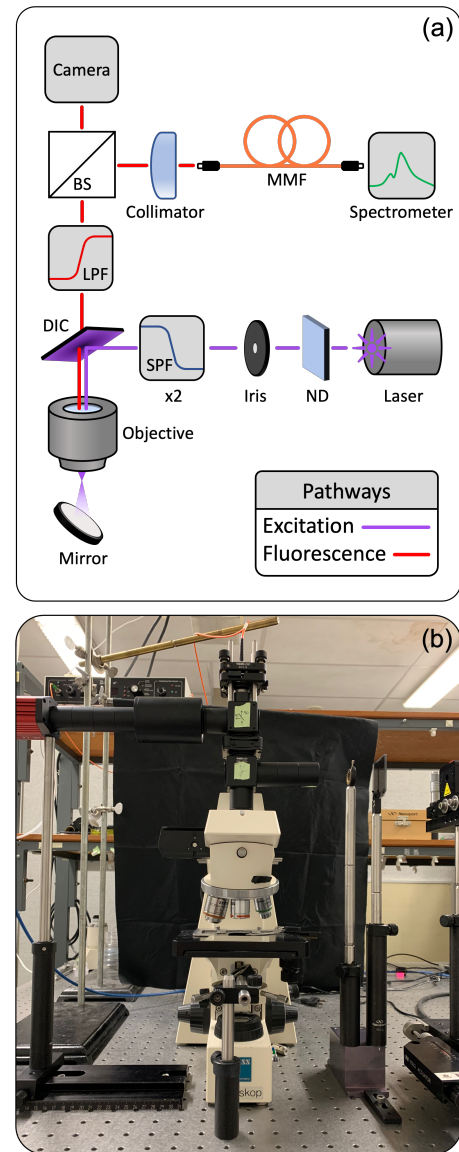 (a)
Camera
BS
Collimator
MMF
Spectrometer
LPF
DIC
SPF
x2
Iris
ND
Laser
Objective
Mirror
Pathways
Excitation
Fluorescence
(b)
skop